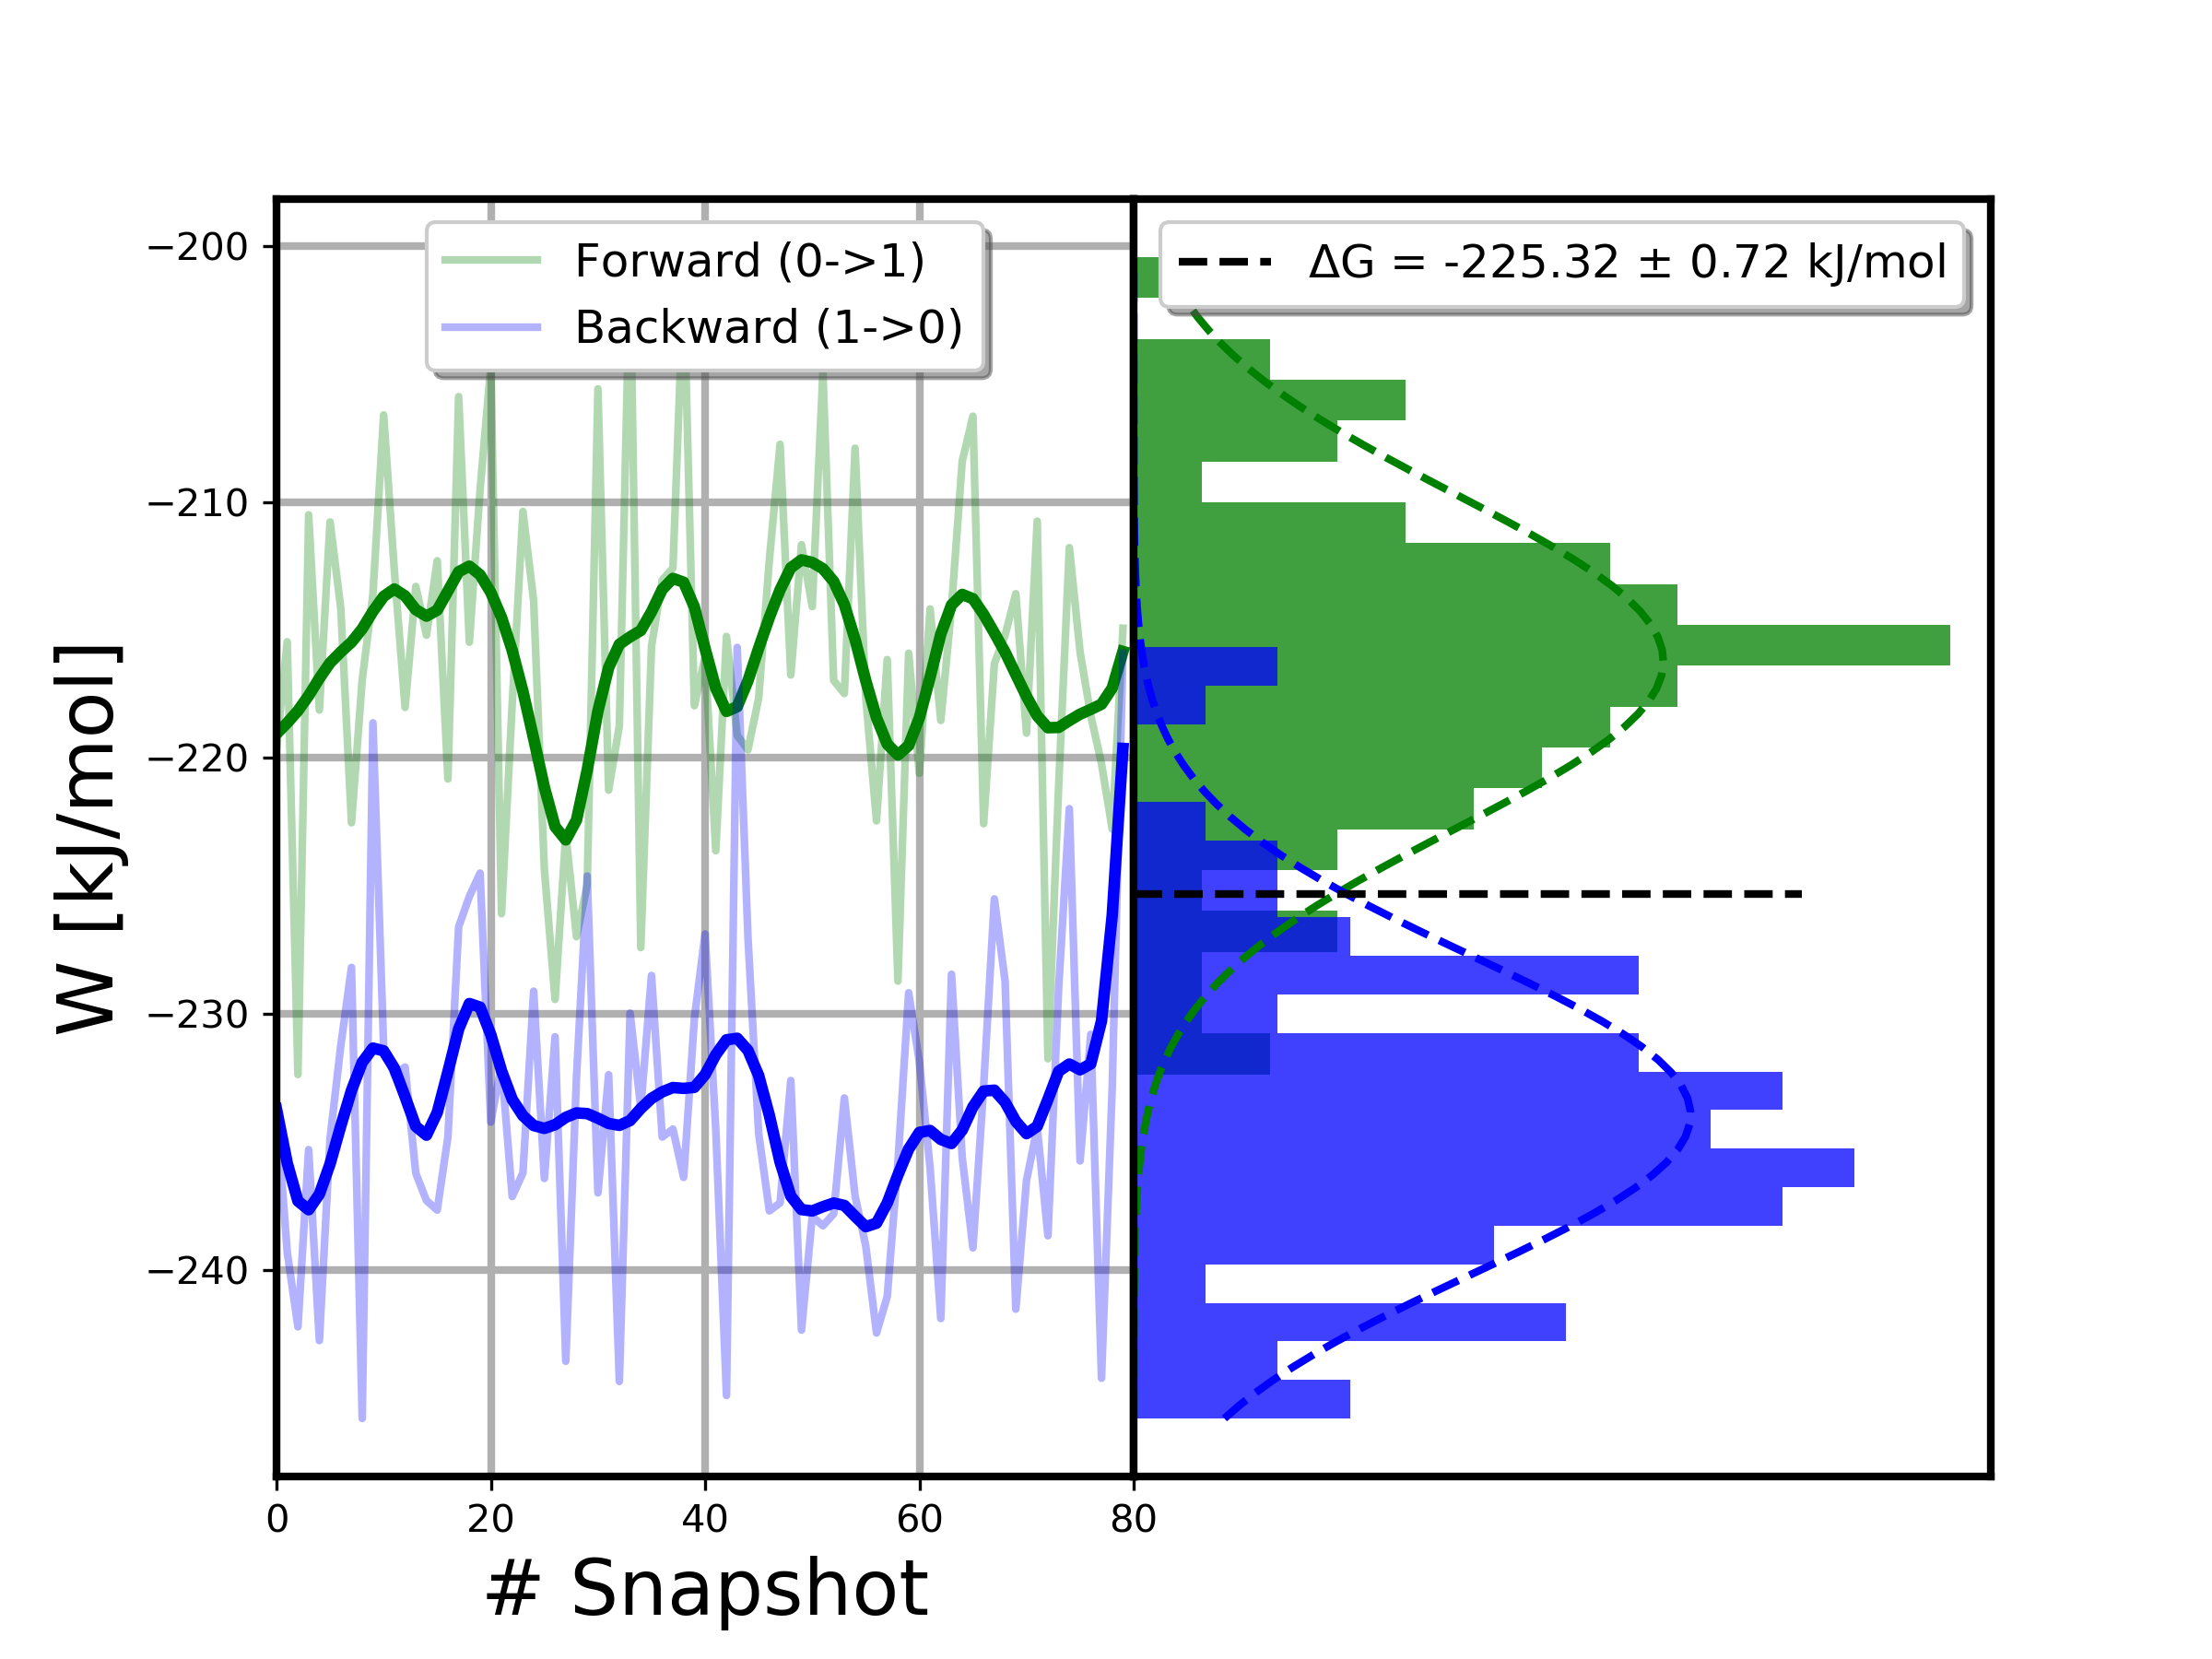 Forward (0->1)
Backward (1->0)
ΔG = -225.32 ± 0.72 kJ/mol
W [kJ/mol]
−200
−210
−220
−230
−240
0 20 40 60 80
# Snapshot